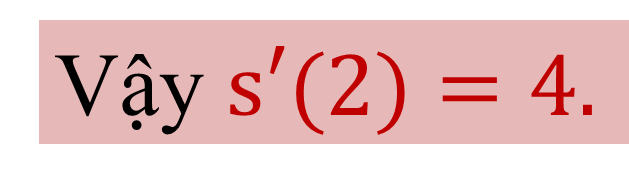 Vậy s′(2) = 4.